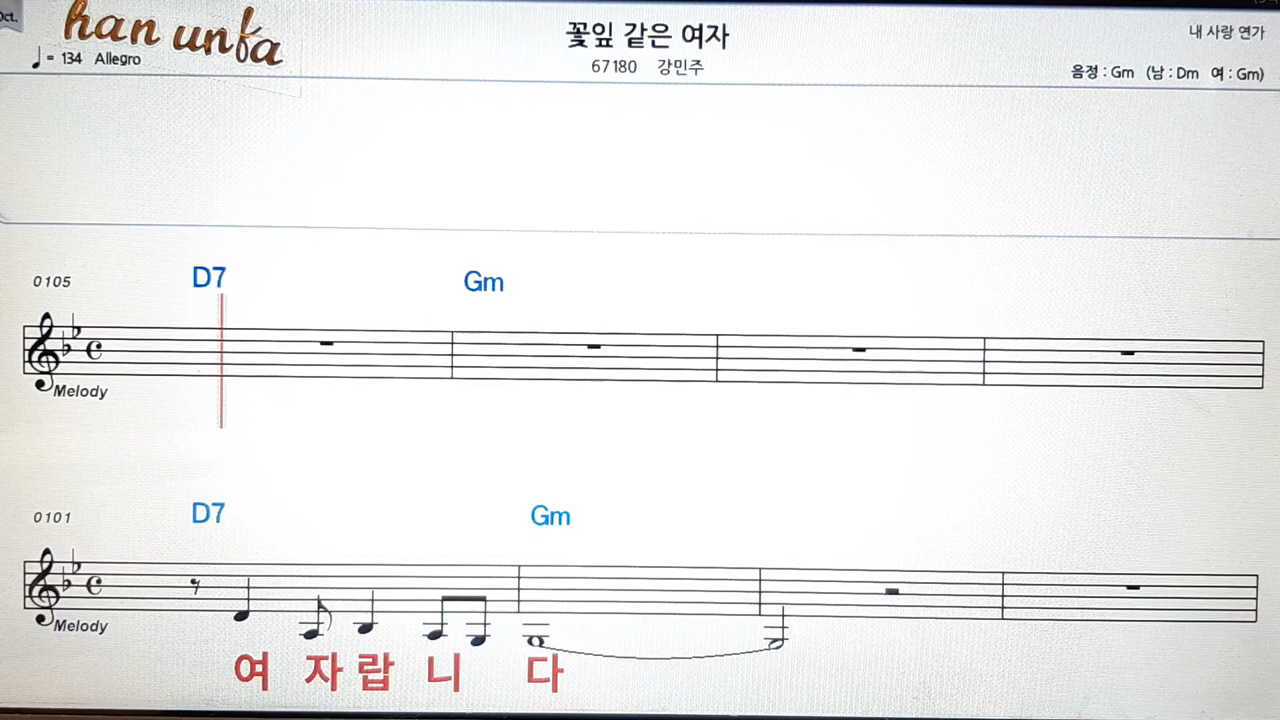 Oct.
han unfa
= 134 Allegro
꽃잎 같은 여자
67180 강민주
내 사랑 연가
음정 : Gm (남 : Dm 여 : Gm)
0105
D7 Gm
Melody
0101
D7 Gm
Melody
여 자 랍 니 다